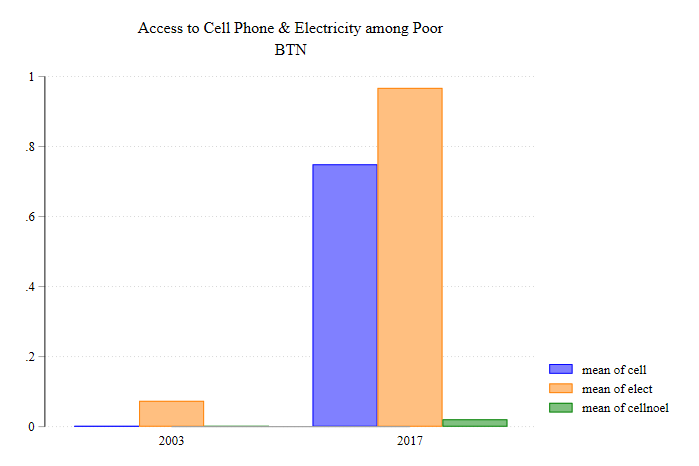 Access to Cell Phone & Electricity among Poor
BTN
1
.8
.6
.4
.2
0
2003
2017
mean of cell
mean of elect
mean of cellnoel